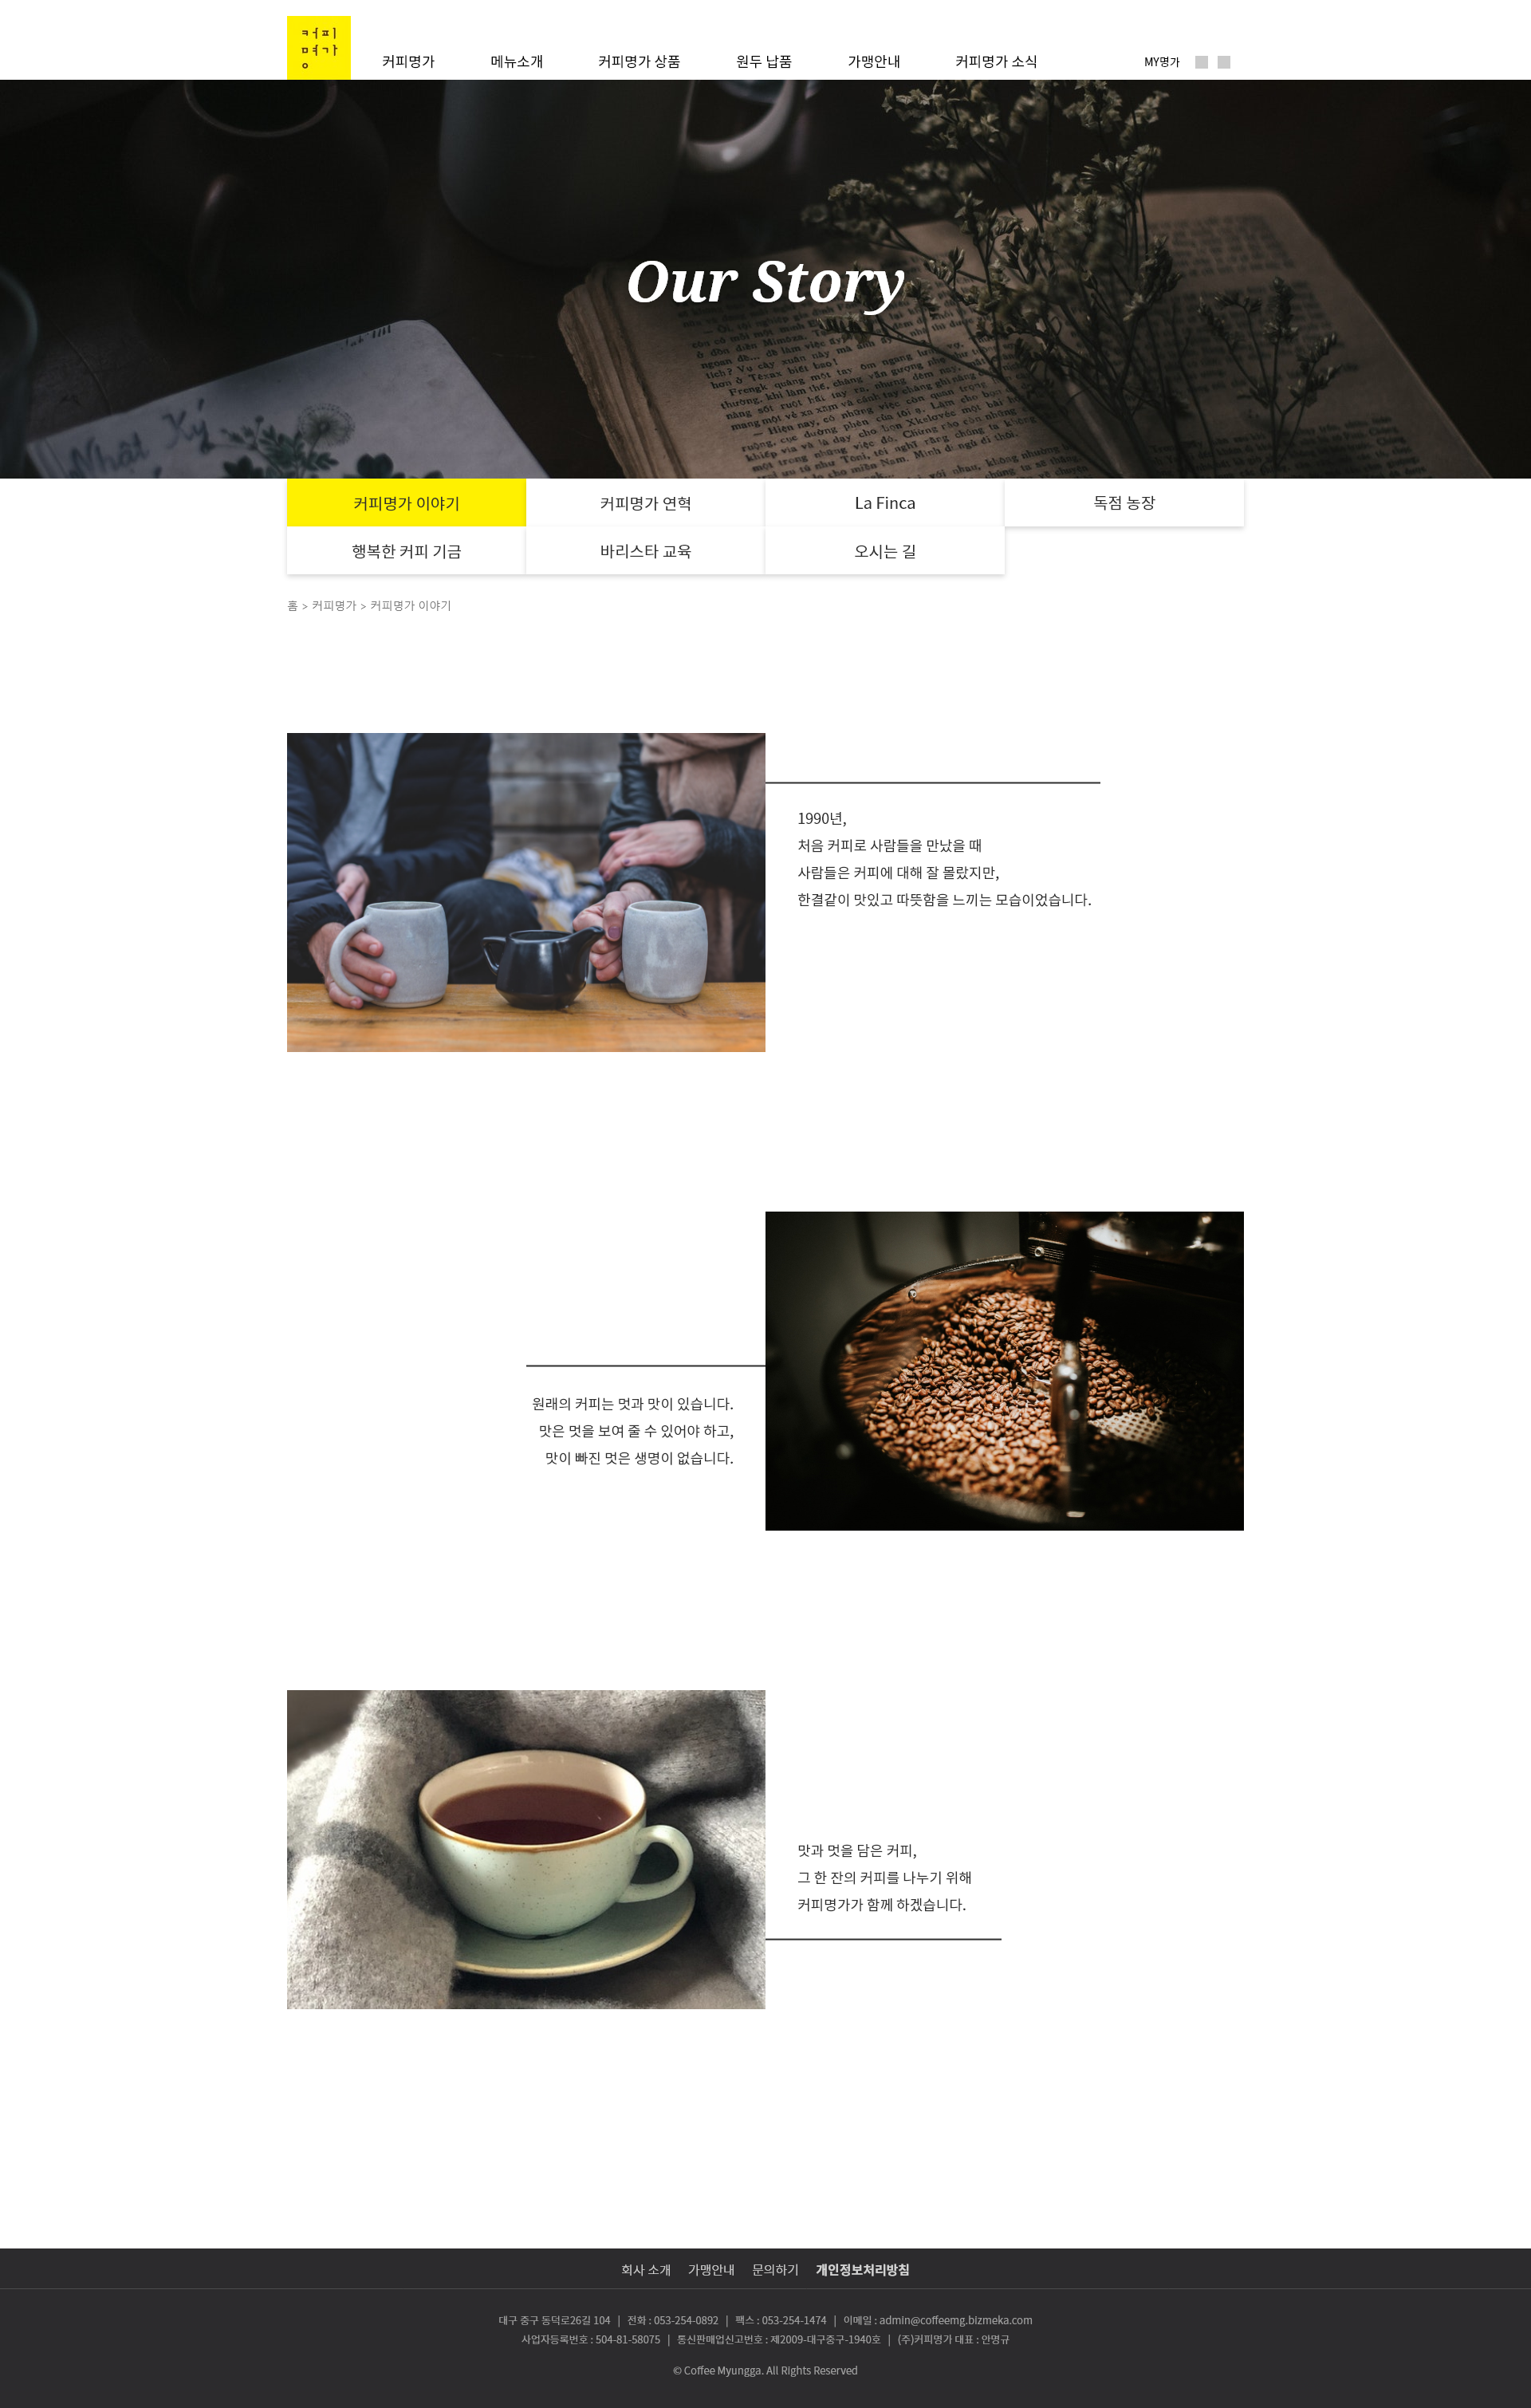 커피
며가
ㅇ
커피명가 메뉴소개 커피명가 상품 원두 납품 가맹안내 커피명가 소식 MY명가
Our Story
커피명가 이야기 커피명가 연혁 La Finca 독점 농장
행복한 커피 기금 바리스타 교육 오시는 길
홈 > 커피명가 > 커피명가 이야기
1990년,
처음 커피로 사람들을 만났을 때
사람들은 커피에 대해 잘 몰랐지만,
한결같이 맛있고 따뜻함을 느끼는 모습이었습니다.
원래의 커피는 멋과 맛이 있습니다.
맛은 멋을 보여 줄 수 있어야 하고,
맛이 빠진 멋은 생명이 없습니다.
맛과 멋을 담은 커피,
그 한 잔의 커피를 나누기 위해
커피명가가 함께 하겠습니다.
회사 소개 가맹안내 문의하기 개인정보처리방침
대구 중구 동덕로26길 104 | 전화 : 053-254-0892 | 팩스 : 053-254-1474 | 이메일 : admin@coffeemg.bizmeka.com
사업자등록번호 : 504-81-58075 | 통신판매업신고번호 : 제2009-대구중구-1940호 | (주)커피명가 대표 : 안명규
© Coffee Myungga. All Rights Reserved